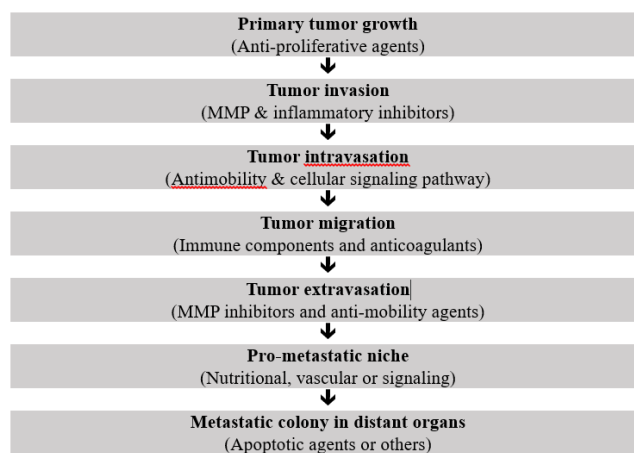 Primary tumor growth
(Anti-proliferative agents)
Tumor invasion
(MMP & inflammatory inhibitors)
Tumor intravasation
(Antimobility & cellular signaling pathway)
Tumor migration
(Immune components and anticoagulants)
Tumor extravasation
(MMP inhibitors and anti-mobility agents)
Pro-metastatic niche
(Nutritional, vascular or signaling)
Metastatic colony in distant organs
(Apoptotic agents or others)